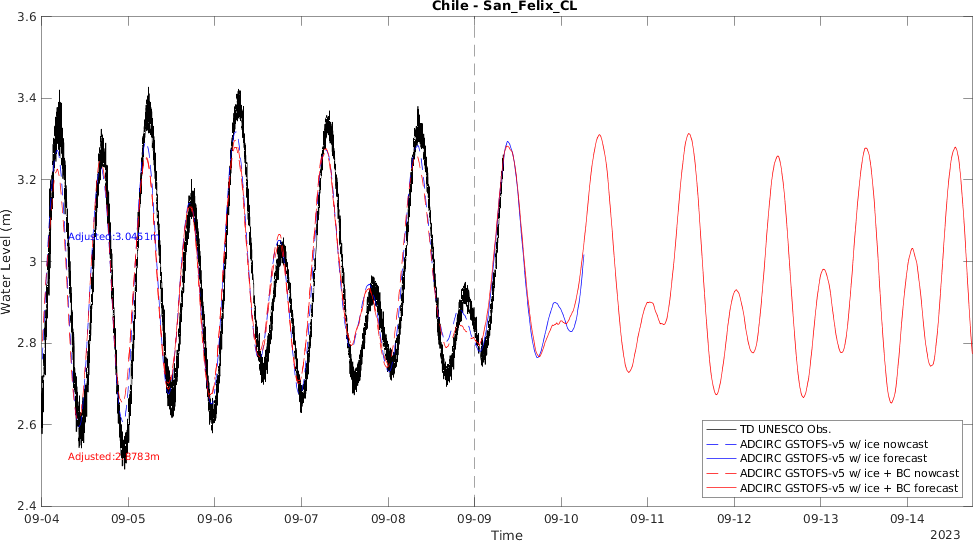 Chile - San_Felix_CL
3.6
3.4
3.2
3
2.8
2.6
2.4
Water Level (m)
Adjusted:3.0451m
Adjusted:2.8783m
TD UNESCO Obs.
ADCIRC GSTOFS-v5 w/ ice nowcast
ADCIRC GSTOFS-v5 w/ ice forecast
ADCIRC GSTOFS-v5 w/ ice + BC nowcast
ADCIRC GSTOFS-v5 w/ ice + BC forecast
09-04 09-05 09-06 09-07 09-08 09-09 09-10 09-11 09-12 09-13 09-14
Time
2023